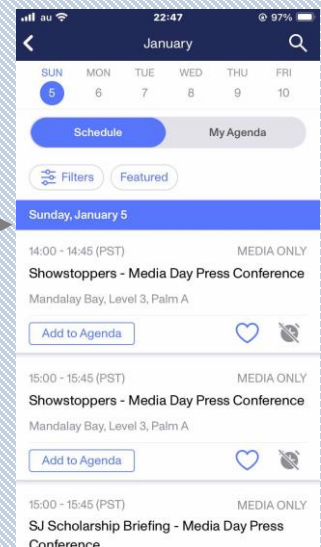 au 22:47 97%
January
SUN MON TUE WED THU FRI
5 6 7 8 9 10
Schedule My Agenda
Filters Featured
Sunday, January 5
14:00 - 14:45 (PST) MEDIA ONLY
Showstoppers - Media Day Press Conference
Mandalay Bay, Level 3, Palm A
Add to Agenda
15:00 - 15:45 (PST) MEDIA ONLY
Showstoppers - Media Day Press Conference
Mandalay Bay, Level 3, Palm A
Add to Agenda
15:00 - 15:45 (PST) MEDIA ONLY
SJ Scholarship Briefing - Media Day Press
Conference